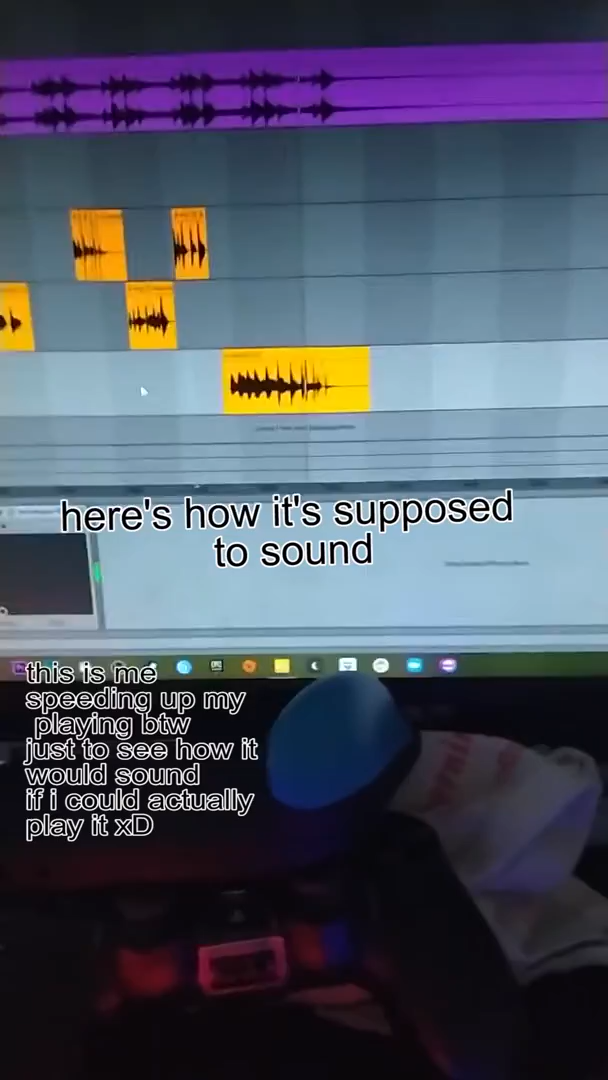 here's how it's supposed
to sound
this is me
speeding up my
playing btw
just to see how it
would sound
if i could actually
play it xD